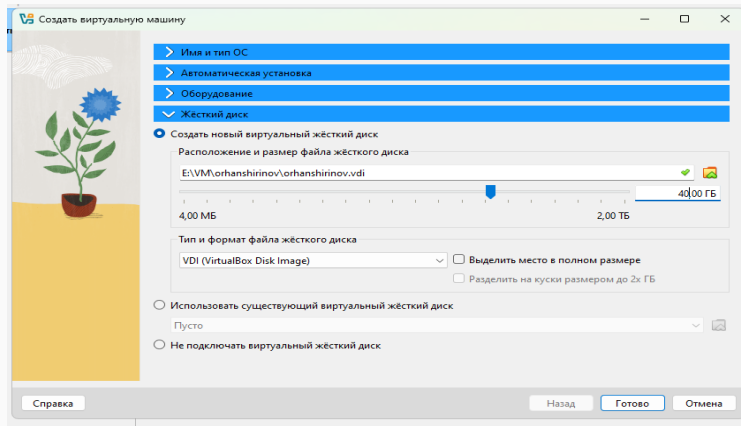 Создать виртуальную машину
Имя и тип ОС
Автоматическая установка
Оборудование
Жёсткий диск
Создать новый виртуальный жёсткий диск
Расположение и размер файла жёсткого диска
E:\VM\orhanshirinov\orhanshirinov.vdi
40,00 ГБ
4,00 МБ 2,00 ТБ
Тип и формат файла жёсткого диска
VDI (VirtualBox Disk Image) Выделить место в полном размере
Разделить на куски размером до 2х ГБ
Использовать существующий виртуальный жёсткий диск
Пусто
Не подключать виртуальный жёсткий диск
Справка Назад Готово Отмена